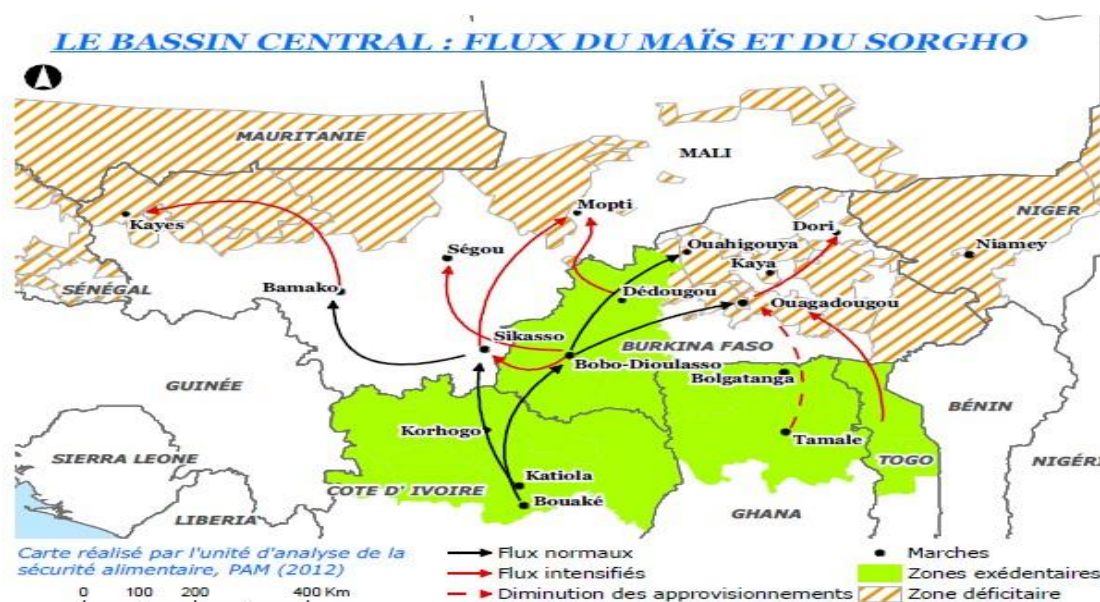 LE BASSIN CENTRAL : FLUX DU MAÏS ET DU SORGHO
MAURITANIE
MALI
Mopti
Kayes
NIGER
Dori
Ouahigouya
Niamey
Ségou
Kaya
SÉNÉGAL
Bamako
Dédougou
Ouagadougou
Sikasso
BURKINA FASO
Bobo-Dioulasso
GUINÉE
Bolgatanga
BÉNIN
Korhogo
Tamale
SIERRA LEONE
TOGO
NIGÉRI
Katiola
COTE D' IVOIRE
Bouaké
LIBERIA
GHANA
Carte réalisé par l'unité d'analyse de la
sécurité alimentaire, PAM (2012)
0 100 200 400 Km
Flux normaux
Flux intensifiés
Diminution des approvisionnements
Marches
Zones exédentaires
Zone déficitaire